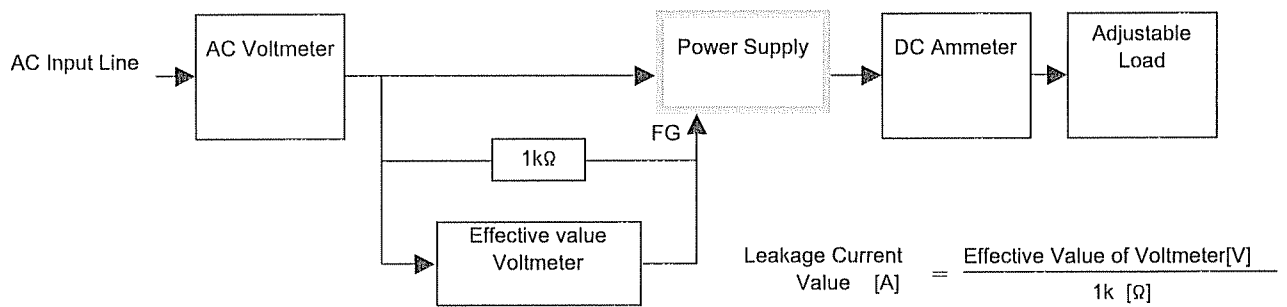 AC Input Line
AC Voltmeter
Power Supply
DC Ammeter
Adjustable
Load
FG
1kΩ
Effective value
Voltmeter
Leakage Current
Value [A]
=
Effective Value of Voltmeter[V]
1k [Ω]